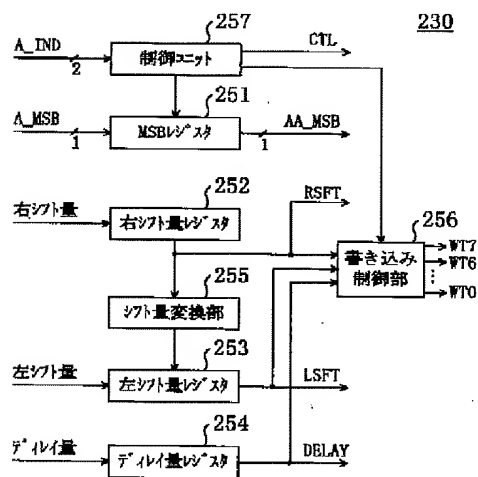 257
230
A_IND
2
制御ユニット
CTL
251
A_MSB
1
MSBレジスタ
1
AA_MSB
252
右シフト量
右シフト量レジスタ
RSFT
256
書き込み
制御部
WT7
WT6
⋮
WT0
255
シフト量変換部
253
左シフト量
左シフト量レジスタ
LSFT
254
ディレイ量
ディレイ量レジスタ
DELAY